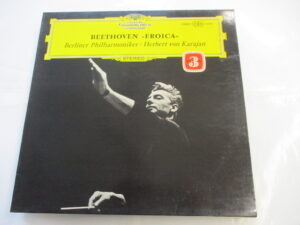 BEETHOVEN »EROICA«
Berliner Philharmoniker · Herbert von Karajan
STEREO
3